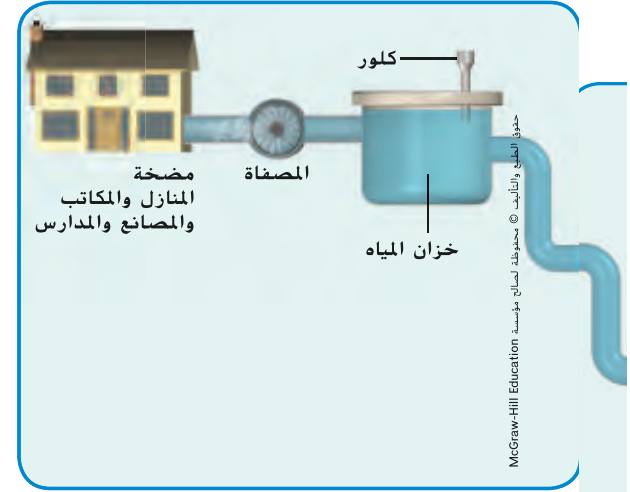 كلور
المصفاة
مضخة
المنازل والمكاتب
والمصانع والمدارس
خزان المياه
حقوق الطبع والتأليف © محفوظة لصالح مؤسسة McGraw-Hill Education